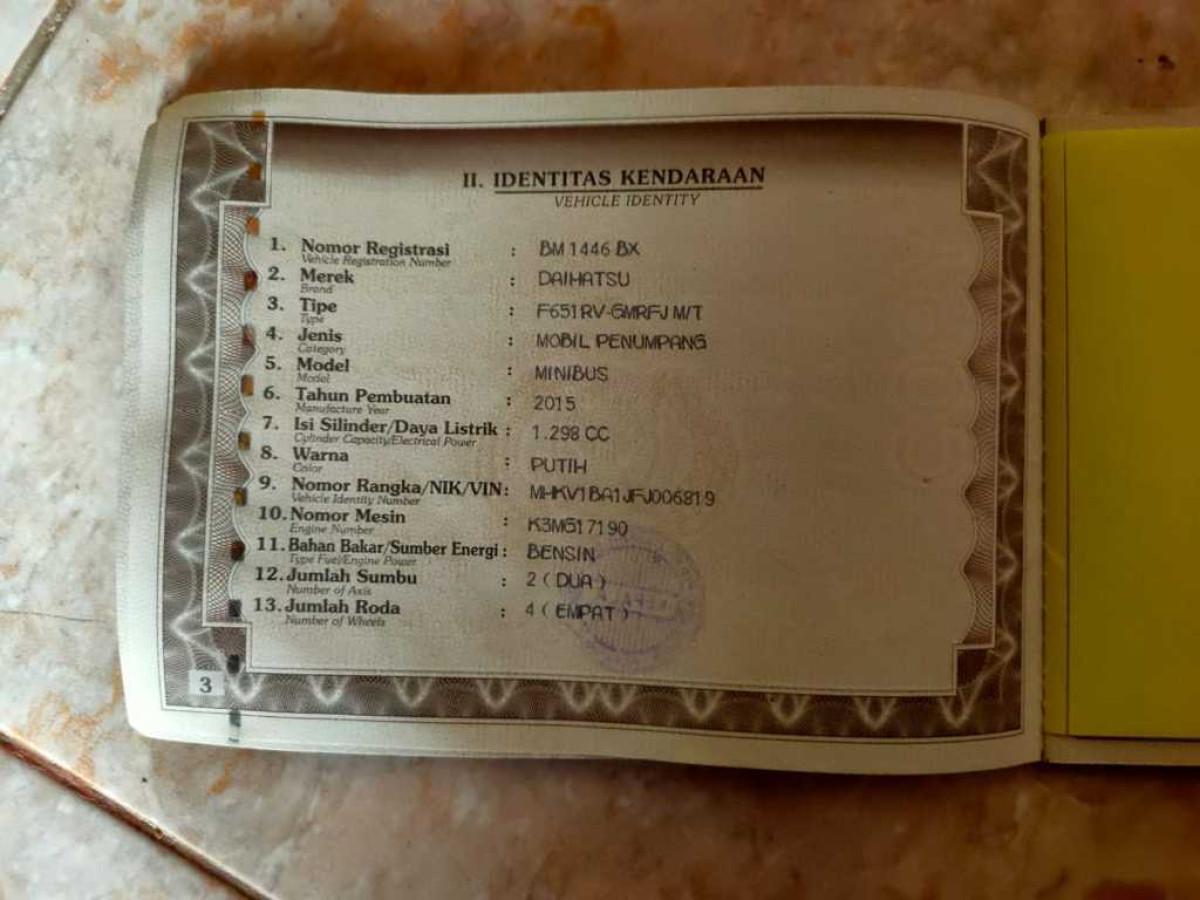 II. IDENTITAS KENDARAAN
VEHICLE IDENTITY
1. Nomor Registrasi : BM 1446 BX
Vehicle Registration Number
2. Merek : DAIHATSU
Brand
3. Tipe : F651RV-GMRFJ M/T
Type
4. Jenis : MOBIL PENUMPANG
Category
5. Model : MINIBUS
Model
6. Tahun Pembuatan : 2015
Manufacture Year
7. Isi Silinder/Daya Listrik : 1.298 CC
Cylinder Capacity/Electrical Power
8. Warna : PUTIH
Color
9. Nomor Rangka/NIK/VIN : MHKV1BA1JFJ006819
Vehicle Identity Number
10. Nomor Mesin : K3MG17190
Engine Number
11. Bahan Bakar/Sumber Energi : BENSIN
Type Fuel/Engine Power
12. Jumlah Sumbu : 2 ( DUA )
Number of Axis
13. Jumlah Roda : 4 ( EMPAT )
Number of Wheels
3